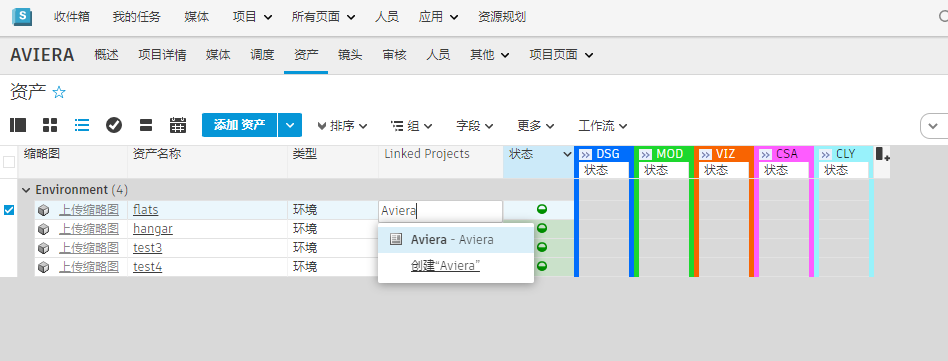 S 收件箱 我的任务 媒体 项目 所有页面 人员 应用 资源规划
AVIERA 概述 项目详情 媒体 调度 资产 镜头 审核 人员 其他 项目页面
资产
添加 资产 排序 组 字段 更多 工作流
缩略图 资产名称 类型 Linked Projects 状态 DSG MOD VIZ CSA CLY
状态 状态 状态 状态 状态
Environment (4)
上传缩略图 flats 环境 Aviera
上传缩略图 hangar 环境
上传缩略图 test3 环境
上传缩略图 test4 环境
Aviera - Aviera
创建“Aviera”